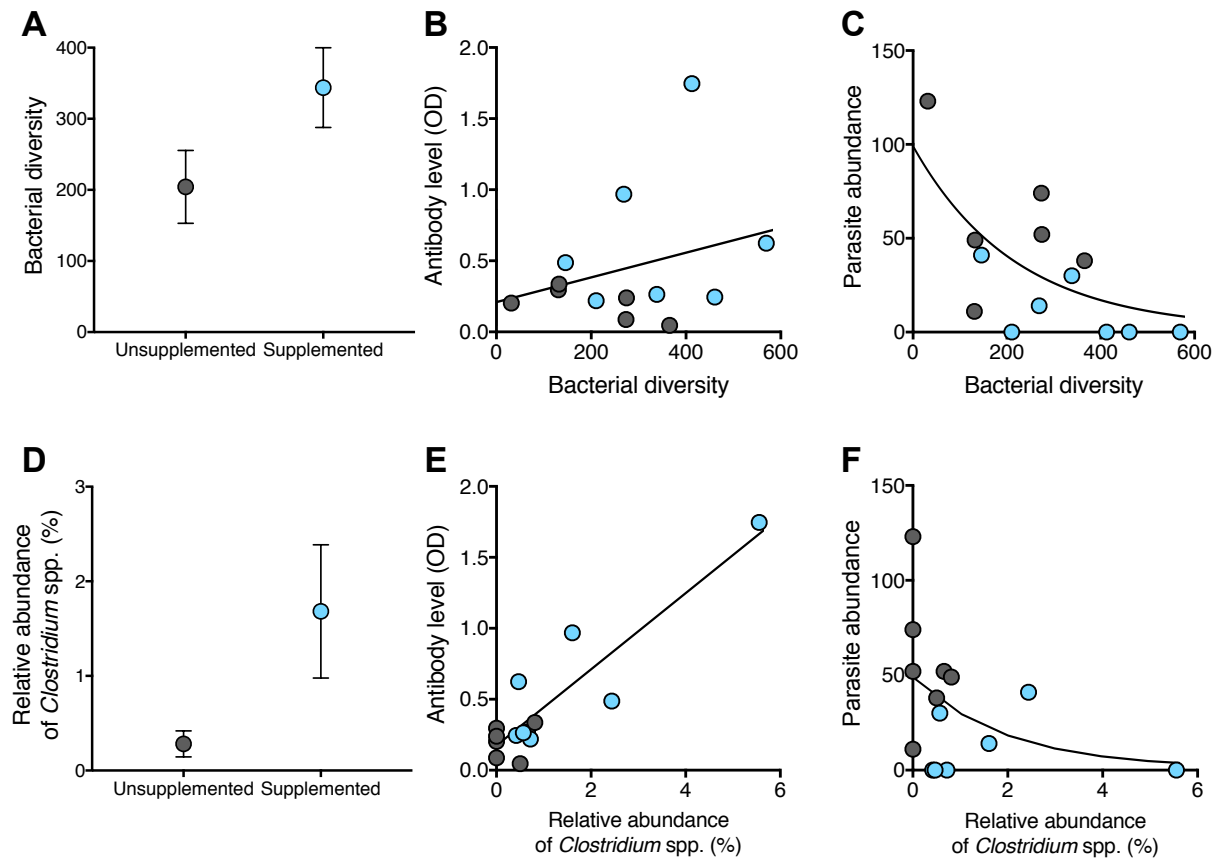 A
400
300
200
100
0
Bacterial diversity
Unsupplemented Supplemented
B
2.0
1.5
1.0
0.5
0.0
Antibody level (OD)
0 200 400 600
Bacterial diversity
C
150
100
50
0
Parasite abundance
0 200 400 600
Bacterial diversity
D
3
2
1
0
Relative abundance
of Clostridium spp. (%)
Unsupplemented Supplemented
E
2.0
1.5
1.0
0.5
0.0
Antibody level (OD)
0 2 4 6
Relative abundance
of Clostridium spp. (%)
F
150
100
50
0
Parasite abundance
0 2 4 6
Relative abundance
of Clostridium spp. (%)